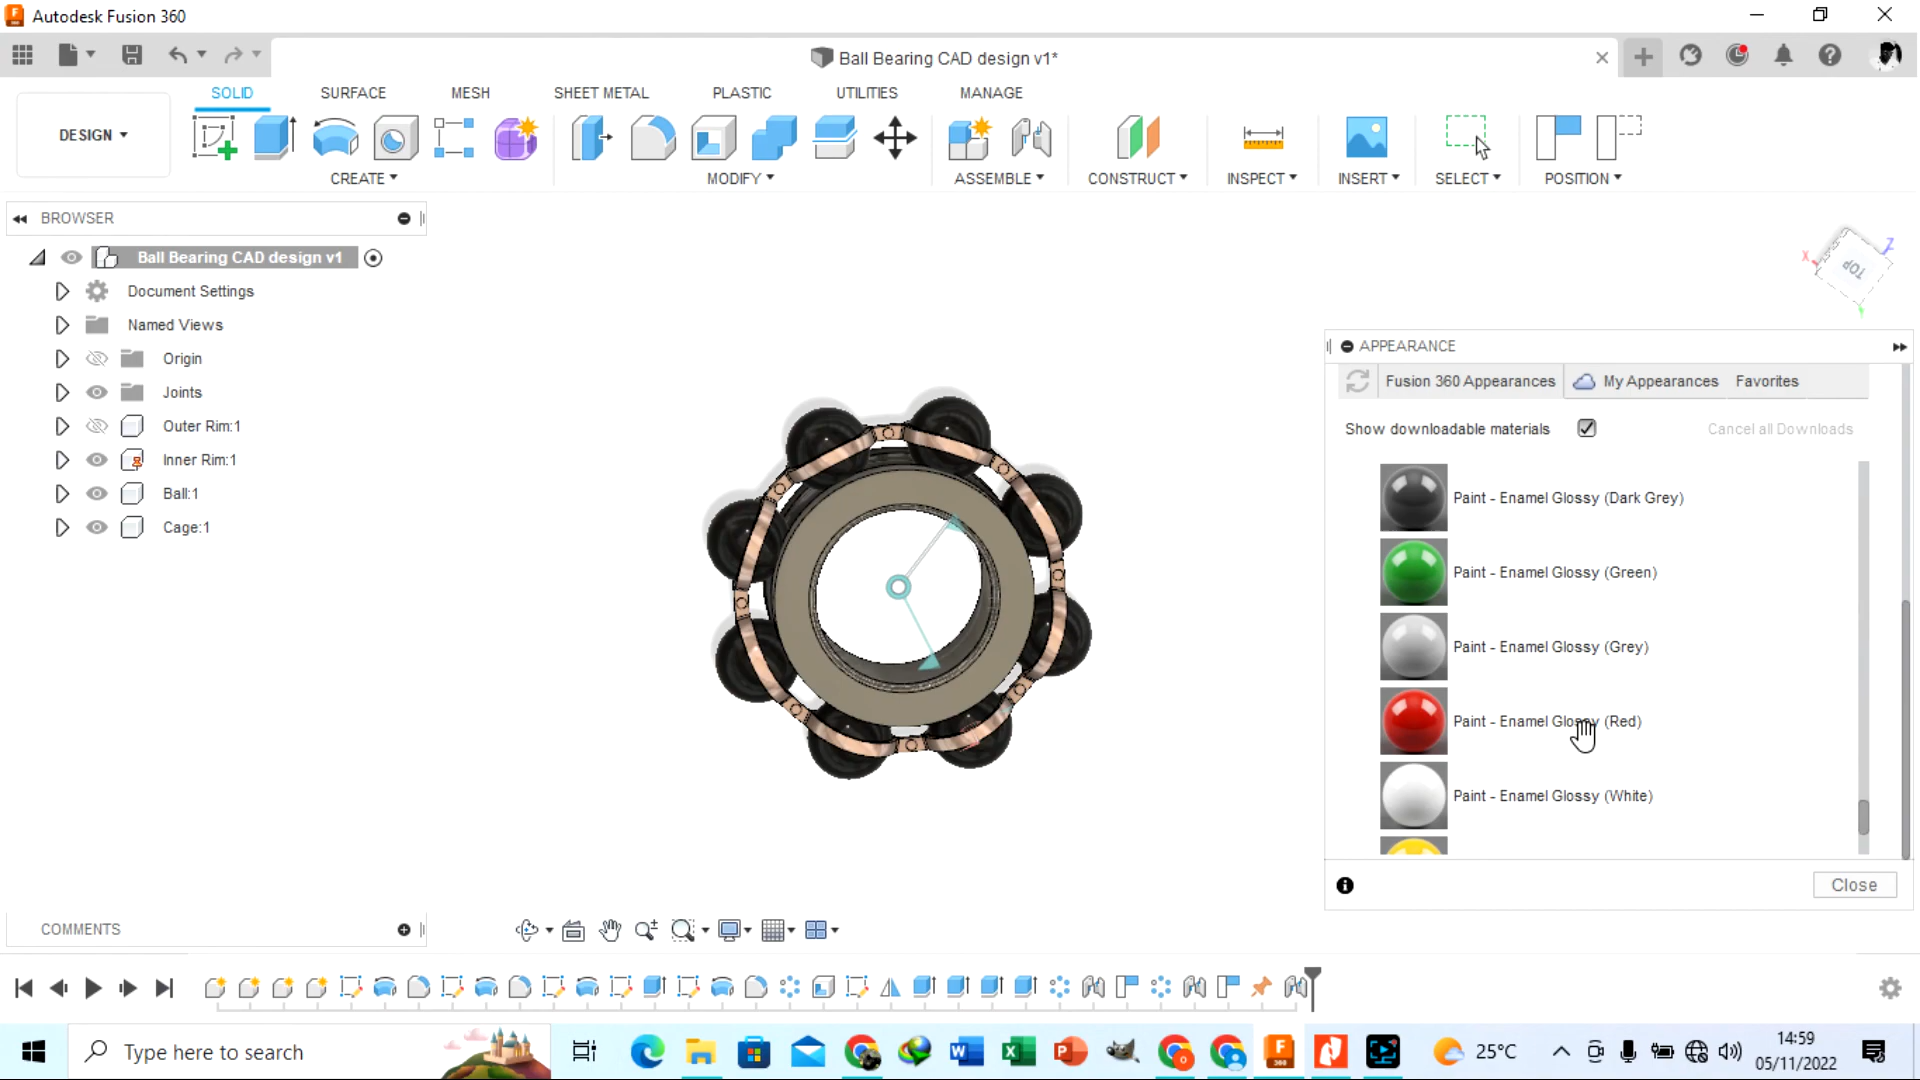 Autodesk Fusion 360
Ball Bearing CAD design v1*
SOLID SURFACE MESH SHEET METAL PLASTIC UTILITIES MANAGE
DESIGN
CREATE MODIFY ASSEMBLE CONSTRUCT INSPECT INSERT SELECT POSITION
BROWSER
Ball Bearing CAD design v1
Document Settings
Named Views
Origin
Joints
Outer Rim:1
Inner Rim:1
Ball:1
Cage:1
X Z
TOP
APPEARANCE
Fusion 360 Appearances My Appearances Favorites
Show downloadable materials Cancel all Downloads
Paint - Enamel Glossy (Dark Grey)
Paint - Enamel Glossy (Green)
Paint - Enamel Glossy (Grey)
Paint - Enamel Glossy (Red)
Paint - Enamel Glossy (White)
Close
COMMENTS
Type here to search
25°C
14:59
05/11/2022